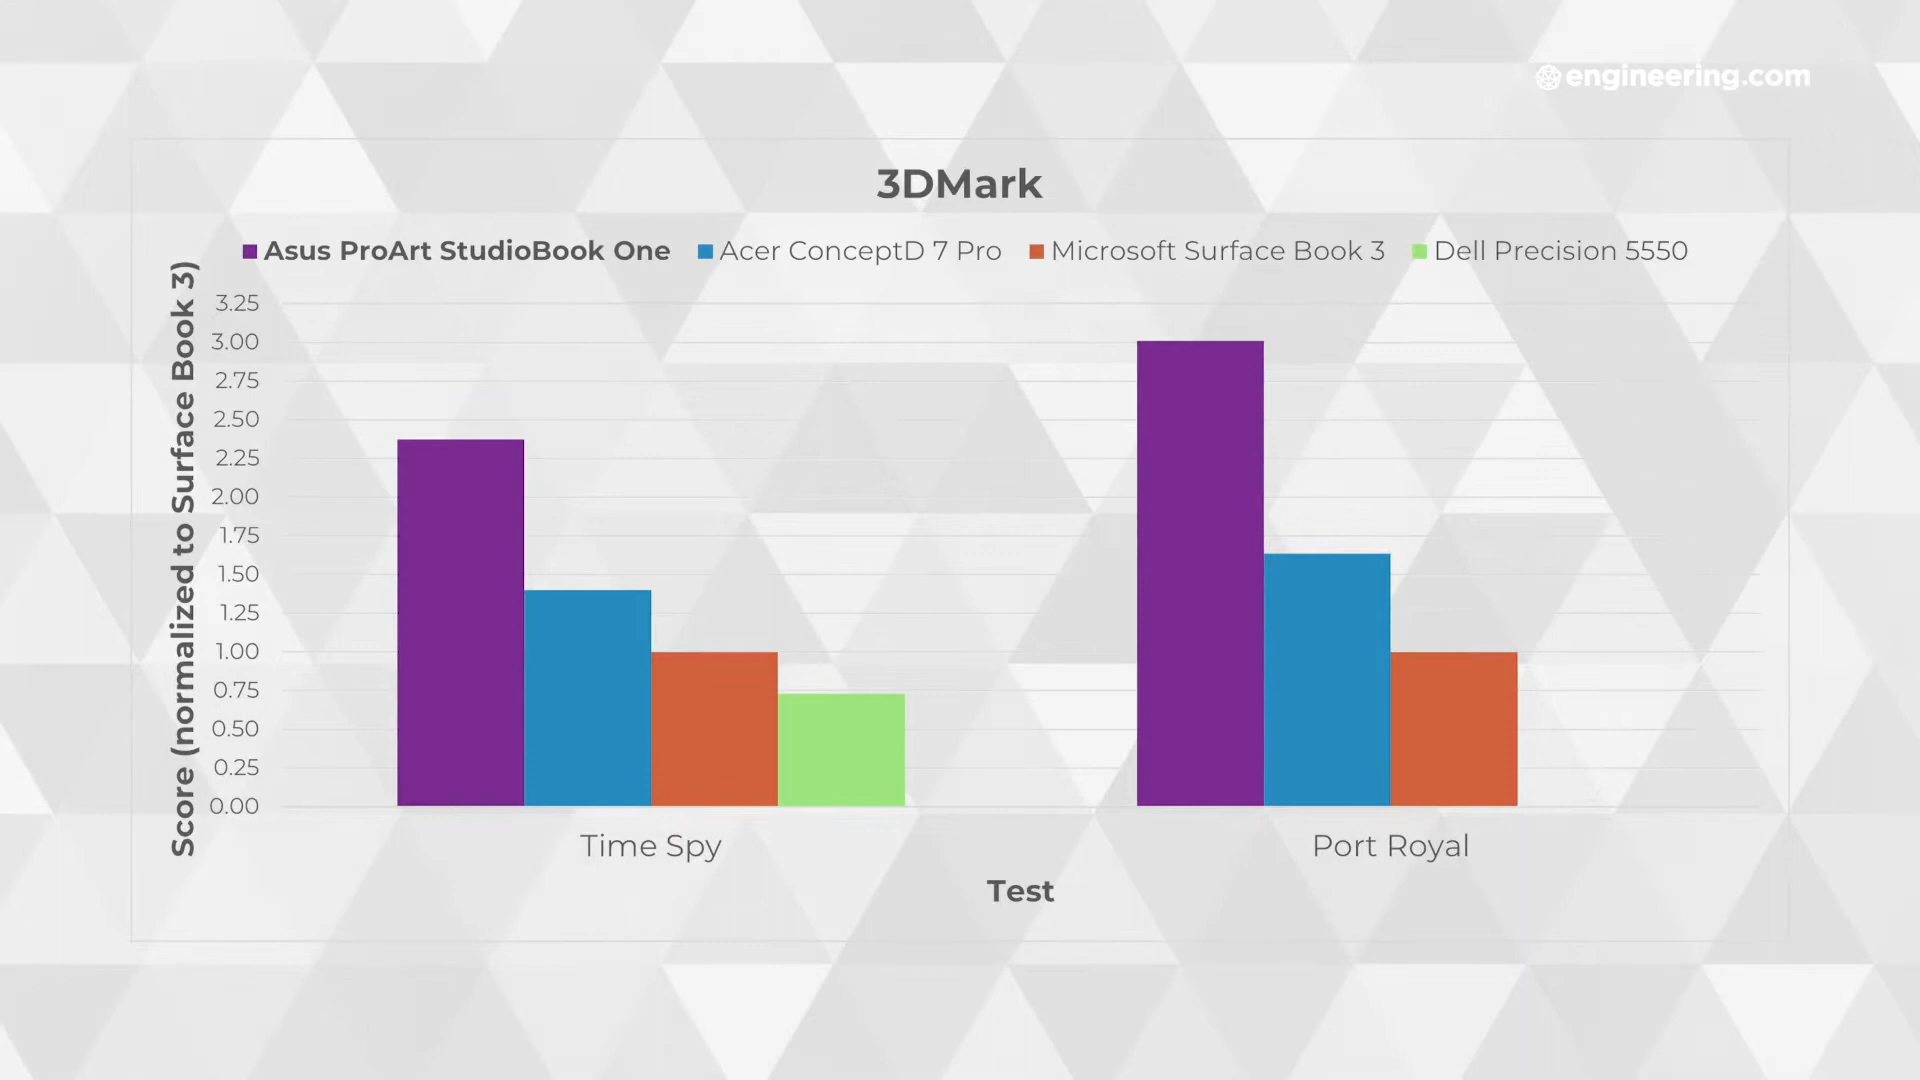 engineering.com
3DMark
Asus ProArt StudioBook One Acer ConceptD 7 Pro Microsoft Surface Book 3 Dell Precision 5550
Score (normalized to Surface Book 3)
3.25
3.00
2.75
2.50
2.25
2.00
1.75
1.50
1.25
1.00
0.75
0.50
0.25
0.00
Time Spy Port Royal
Test